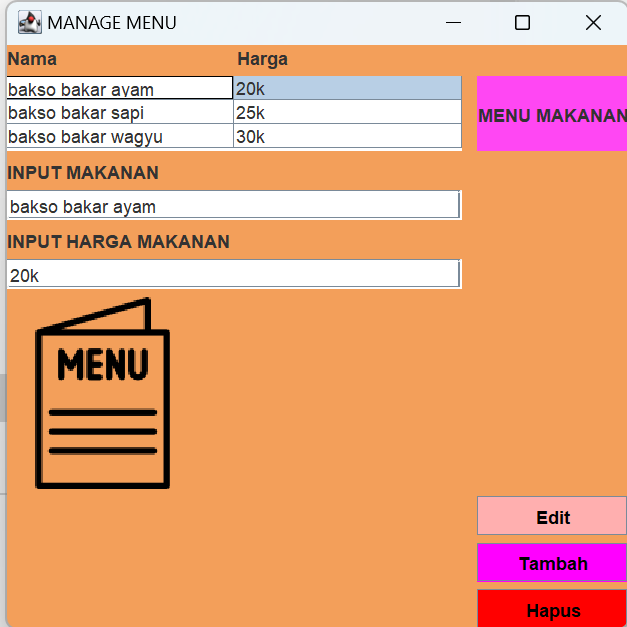 MANAGE MENU
Nama Harga
bakso bakar ayam 20k
bakso bakar sapi 25k
bakso bakar wagyu 30k
MENU MAKANAN
INPUT MAKANAN
bakso bakar ayam
INPUT HARGA MAKANAN
20k
MENU
Edit
Tambah
Hapus